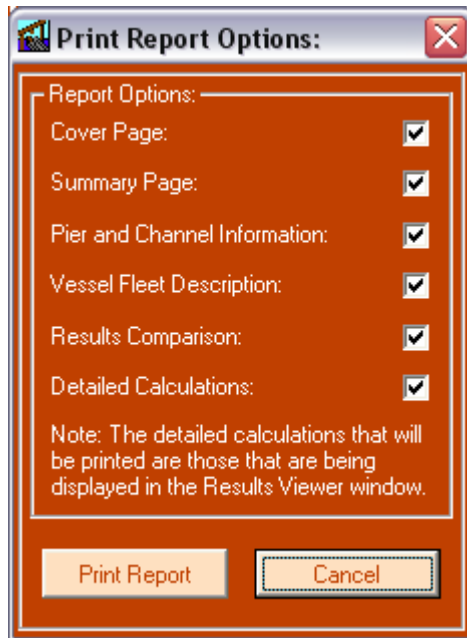 Print Report Options:
Report Options:
Cover Page:
Summary Page:
Pier and Channel Information:
Vessel Fleet Description:
Results Comparison:
Detailed Calculations:
Note: The detailed calculations that will
be printed are those that are being
displayed in the Results Viewer window.
Print Report
Cancel